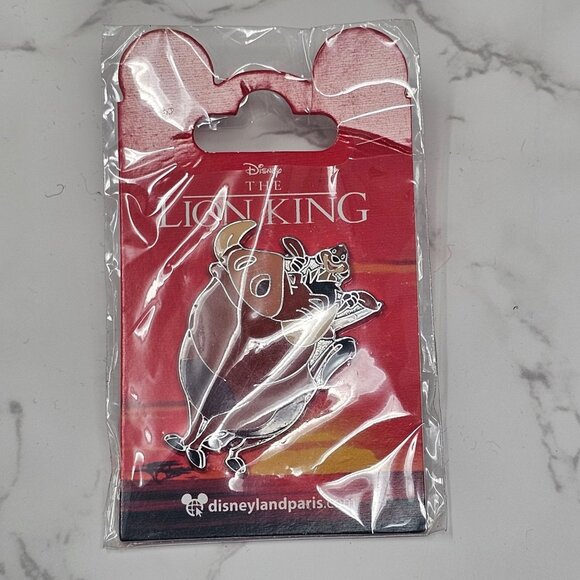 Disney
THE
LION KING
disneylandparis.com